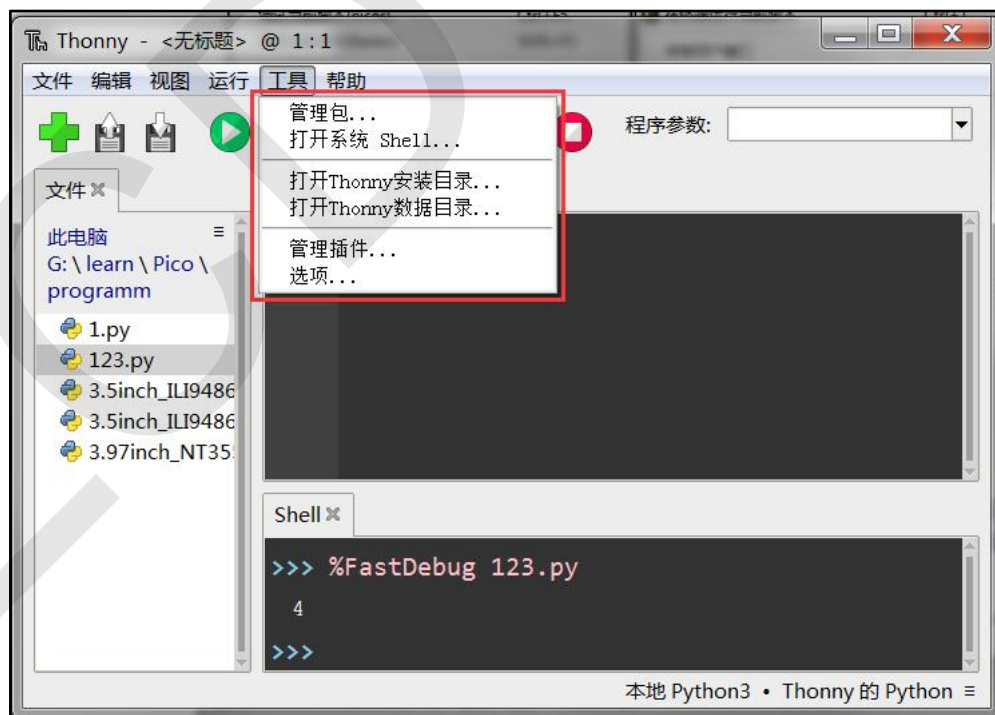 Thonny - <无标题> @ 1:1
文件 编辑 视图 运行 工具 帮助
管理包...
打开系统 Shell...
打开Thonny安装目录...
打开Thonny数据目录...
管理插件...
选项...
程序参数:
文件
此电脑
G: \ learn \ Pico \
programm
1.py
123.py
3.5inch_ILI9486
3.5inch_ILI9486
3.97inch_NT35
Shell
>>> %FastDebug 123.py
4
>>>
本地 Python3 • Thonny 的 Python ≡